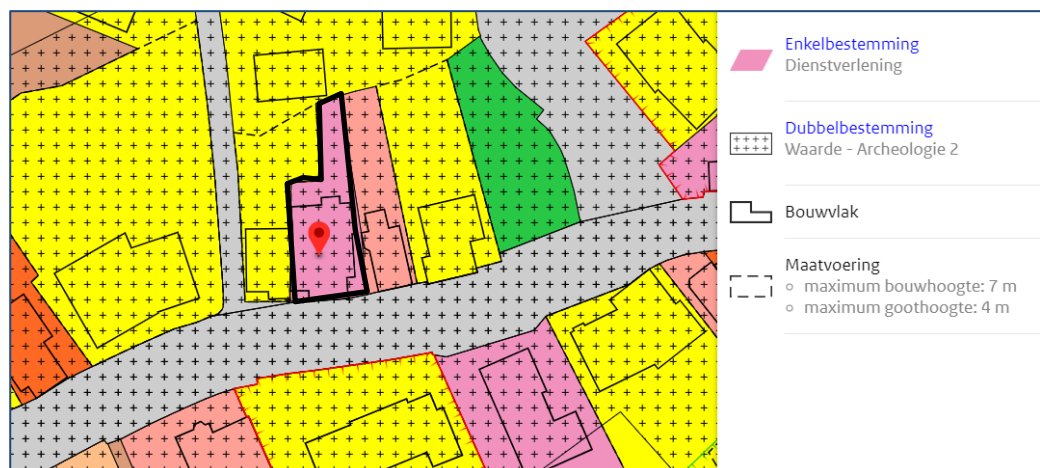 Enkelbestemming
Dienstverlening
Dubbelbestemming
Waarde - Archeologie 2
Bouwvlak
Maatvoering
maximum bouwhoogte: 7 m
maximum goothoogte: 4 m